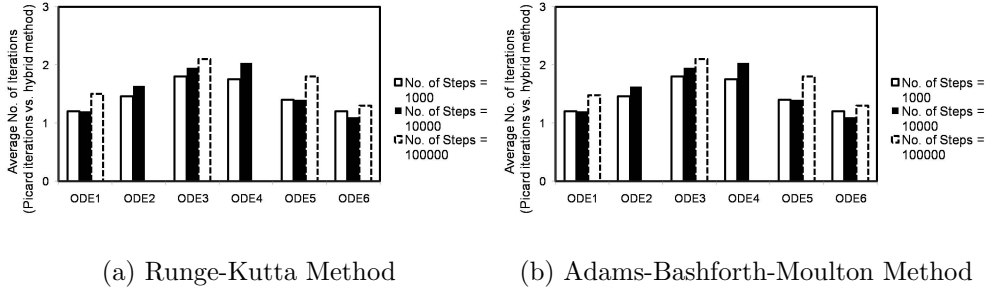 Average No. of Iterations
(Picard iterations vs. hybrid method)
3
2
1
0
ODE1 ODE2 ODE3 ODE4 ODE5 ODE6
No. of Steps =
1000
No. of Steps =
10000
No. of Steps =
100000
(a) Runge-Kutta Method
Average No. of Iterations
(Picard iterations vs. hybrid method)
3
2
1
0
ODE1 ODE2 ODE3 ODE4 ODE5 ODE6
No. of Steps =
1000
No. of Steps =
10000
No. of Steps =
100000
(b) Adams-Bashforth-Moulton Method